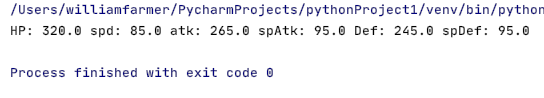 /Users/williamfarmer/PycharmProjects/pythonProject1/venv/bin/python
HP: 320.0 spd: 85.0 atk: 265.0 spAtk: 95.0 Def: 245.0 spDef: 95.0
Process finished with exit code 0